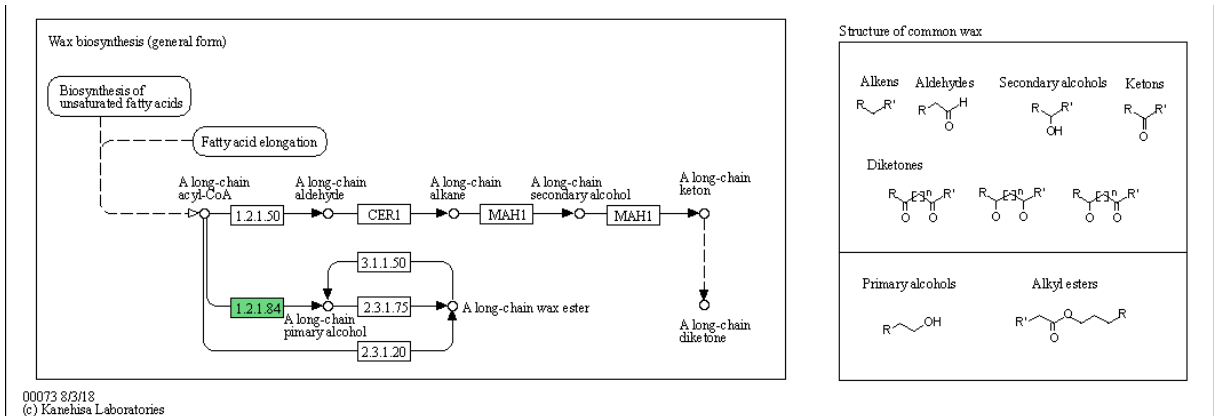 Wax biosynthesis (general form)
Biosynthesis of
unsaturated fatty acids
Fatty acid elongation
A long-chain
acyl-CoA
1.2.1.50
A long-chain
aldehyde
CER1
A long-chain
alkane
MAH1
A long-chain
secondary alcohol
MAH1
A long-chain
keton
3.1.1.50
1.2.1.84
A long-chain
pimary alcohol
2.3.1.75
A long-chain wax ester
2.3.1.20
A long-chain
diketone
Structure of common wax
Alkens
R R'
Aldehydes
R H
O
Secondary alcohols
R R'
OH
Ketons
R R'
O
Diketones
R [ ]n R'
O O
R [ ]n R'
O O
R [ ]n R'
O O
Primary alcohols
R OH
Alkyl esters
R' O R
O
00073 8/3/18
(c) Kanehisa Laboratories